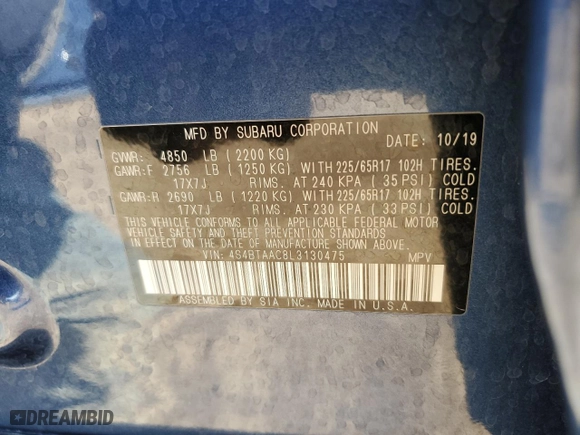 MFD BY SUBARU CORPORATION DATE: 10/19
GVWR: 4850 LB (2200 KG)
GAWR:F 2756 LB (1250 KG) WITH 225/65R17 102H TIRES.
17X7J RIMS. AT 240 KPA (35 PSI) COLD
GAWR:R 2690 LB (1220 KG) WITH 225/65R17 102H TIRES.
17X7J RIMS. AT 230 KPA (33 PSI) COLD
THIS VEHICLE CONFORMS TO ALL APPLICABLE FEDERAL MOTOR
VEHICLE SAFETY AND THEFT PREVENTION STANDARDS
IN EFFECT ON THE DATE OF MANUFACTURE SHOWN ABOVE.
VIN: 4S4BTAAC8L3130475 MPV
ASSEMBLED BY SIA INC. MADE IN U.S.A.
DREAMBID